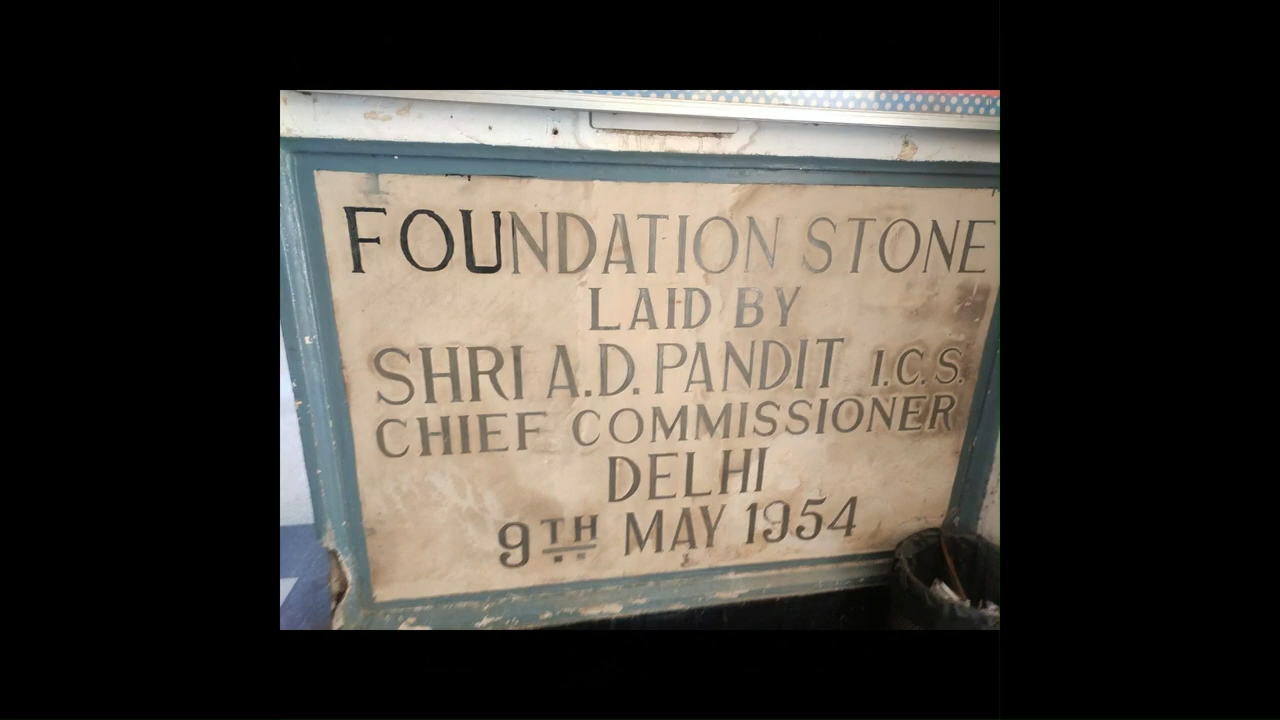 FOUNDATION STONE
LAID BY
SHRI A.D. PANDIT I.C.S.
CHIEF COMMISSIONER
DELHI
9TH MAY 1954